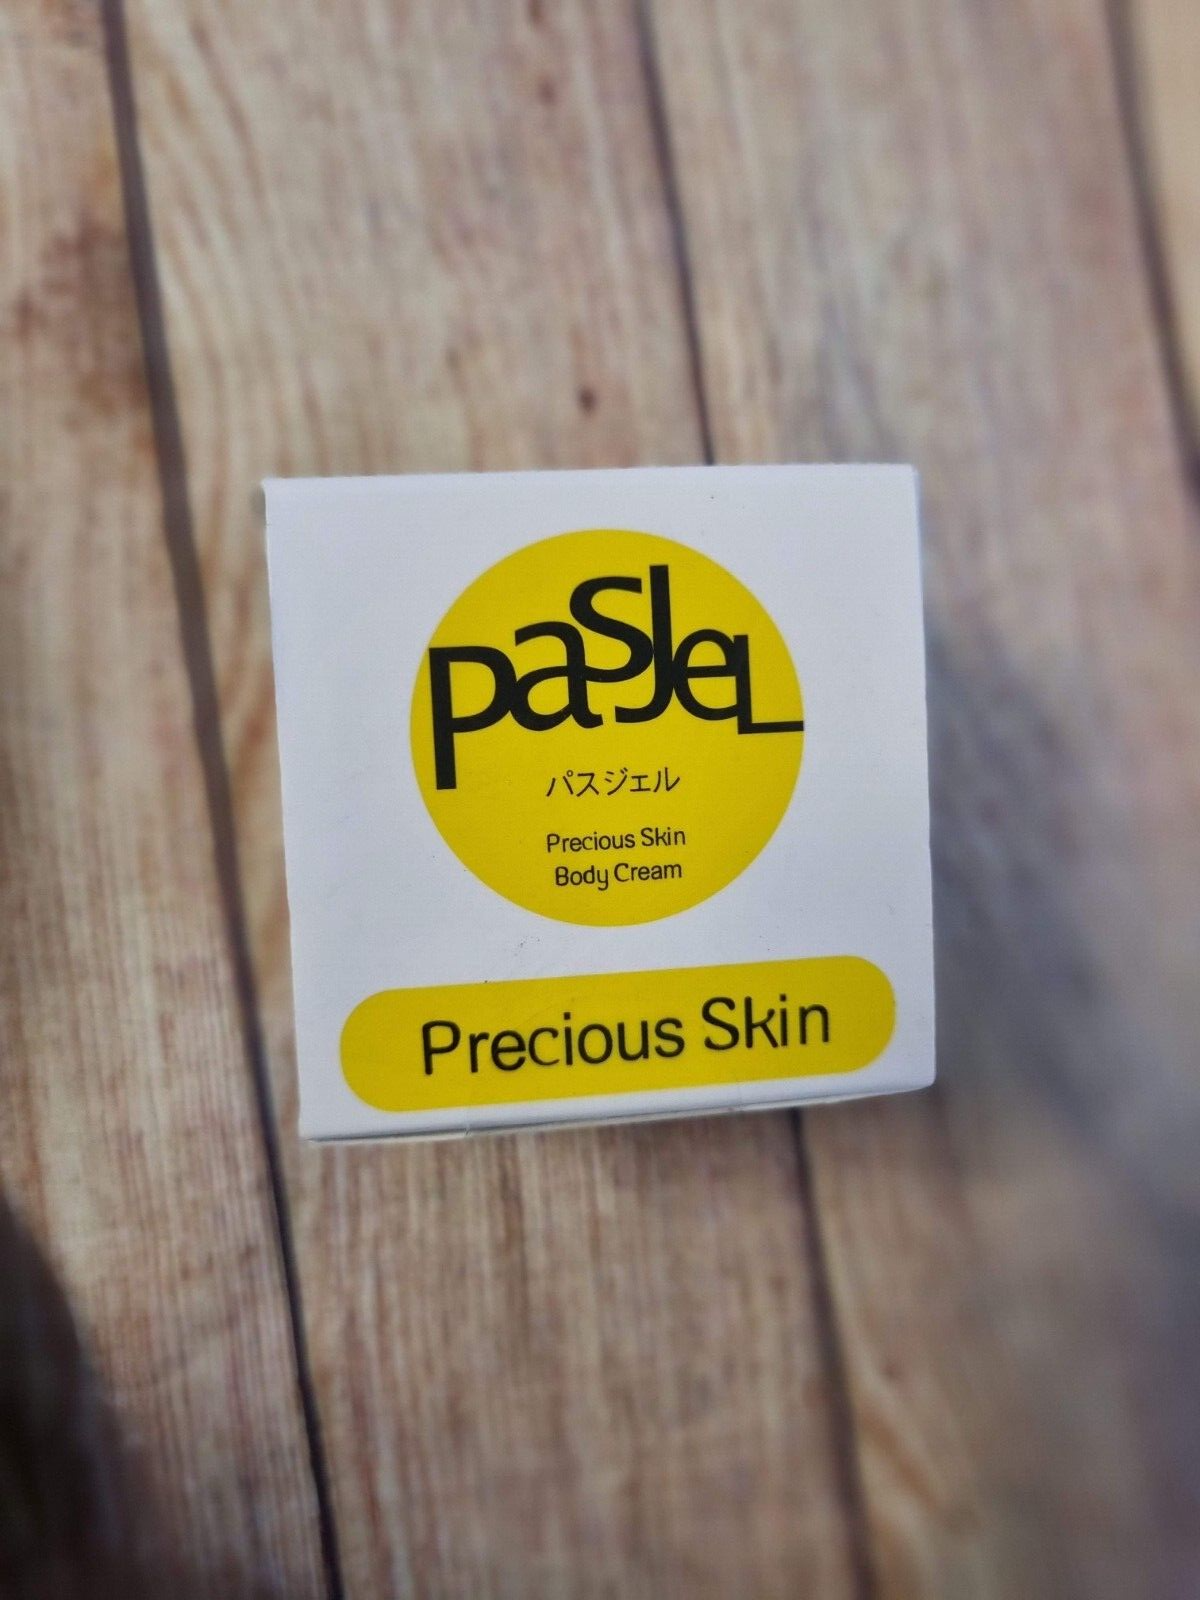 PasJeL
パスジェル
Precious Skin
Body Cream
Precious Skin